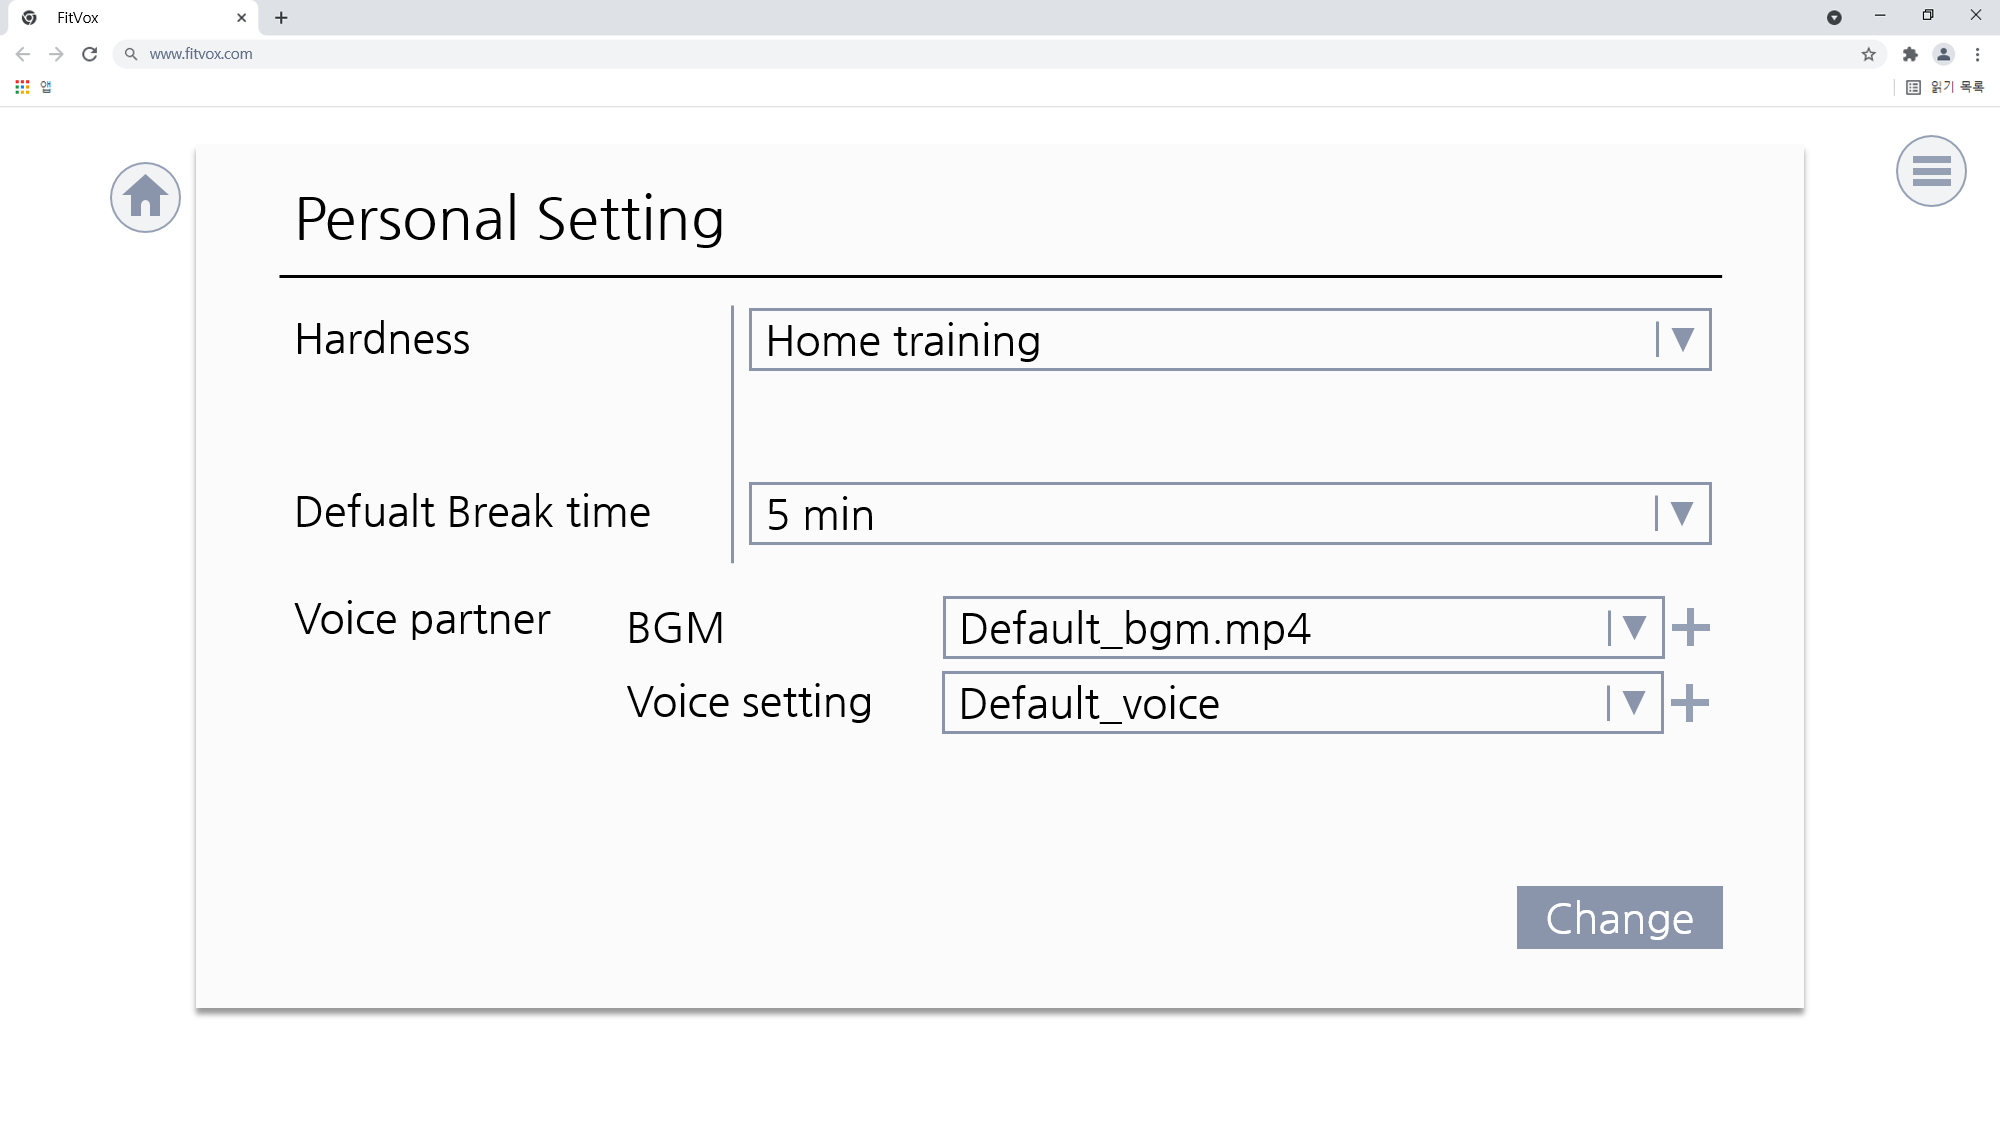 FitVox
www.fitvox.com
앱
읽기 목록
Personal Setting
Hardness
Home training
Defualt Break time
5 min
Voice partner
BGM
Default_bgm.mp4
Voice setting
Default_voice
Change